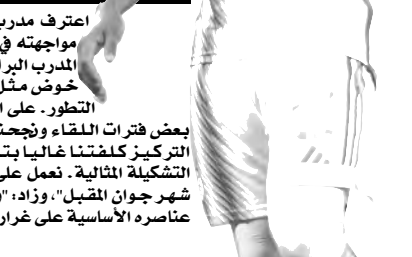 اعترف مدرب
مواجهته في
المدرب البرا
خوض مثل
التطور. على ا
بعض فترات اللقاء ونجحنا
التركيز كلفتنا غاليا بتـ
التشكيلة المثالية. نعمل على
شهر جوان المقبل"، وزاد: "و
عناصره الأساسية على غرار